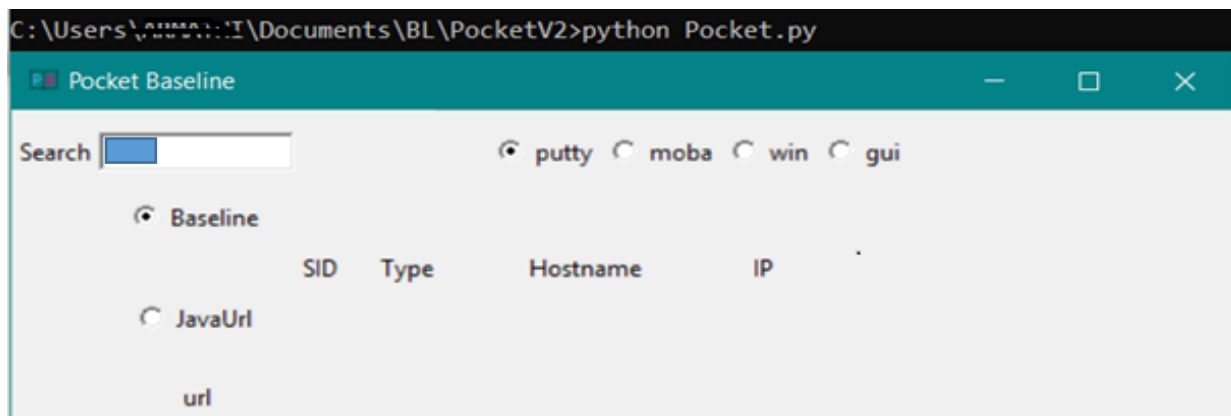 C:\Users\ \Documents\BL\PocketV2>python Pocket.py
Pocket Baseline
Search putty moba win gui
Baseline
SID Type Hostname IP
JavaUrl
url